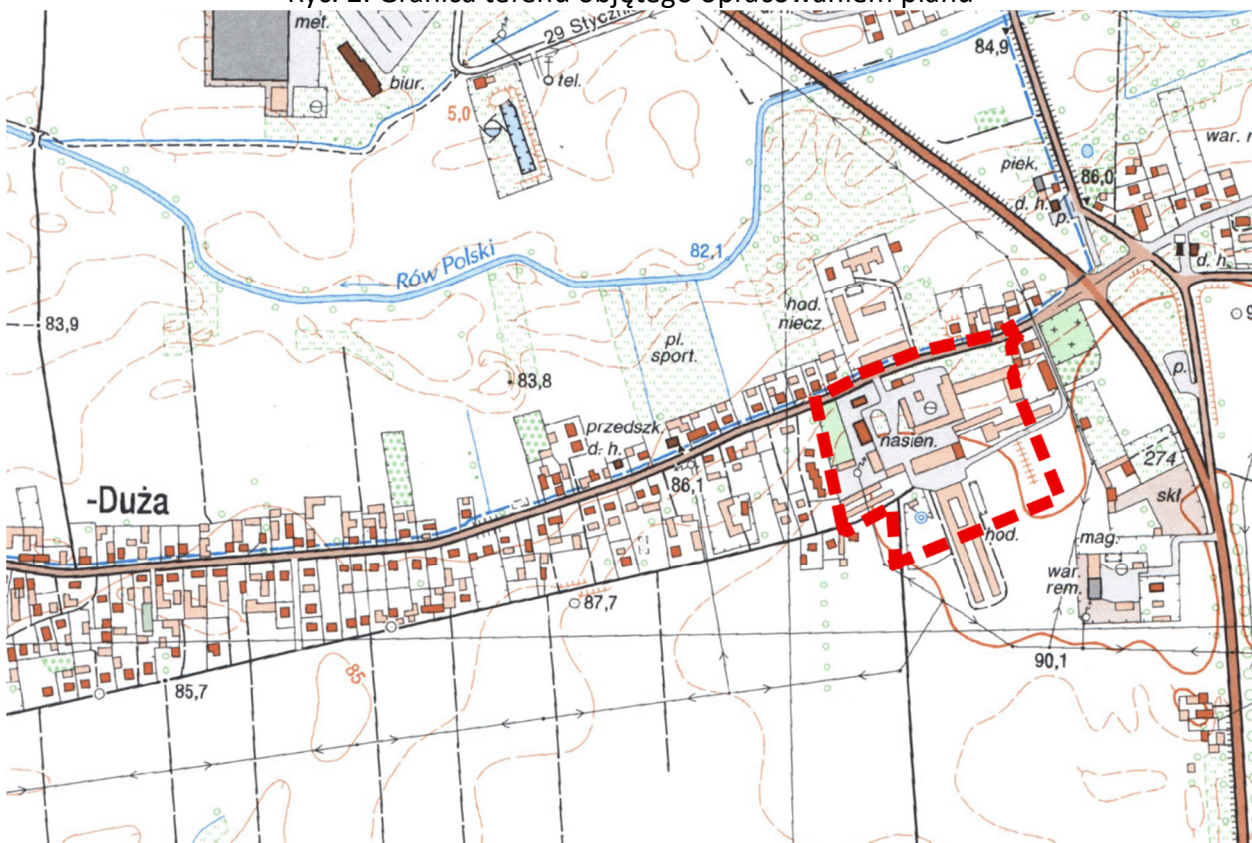 met.
29 Styczni
84,9
biur.
tel.
5,0
war. r
piek.
86,0
d. h.
p.
82,1
Rów Polski
d. h.
hod.
niecz.
83,9
pl.
sport.
9
83,8
p.
przedszk.
d. h.
nasien.
86,1
274
-Duża
skł.
hod.
mag.
war.
rem.
87,7
90,1
85
85,7